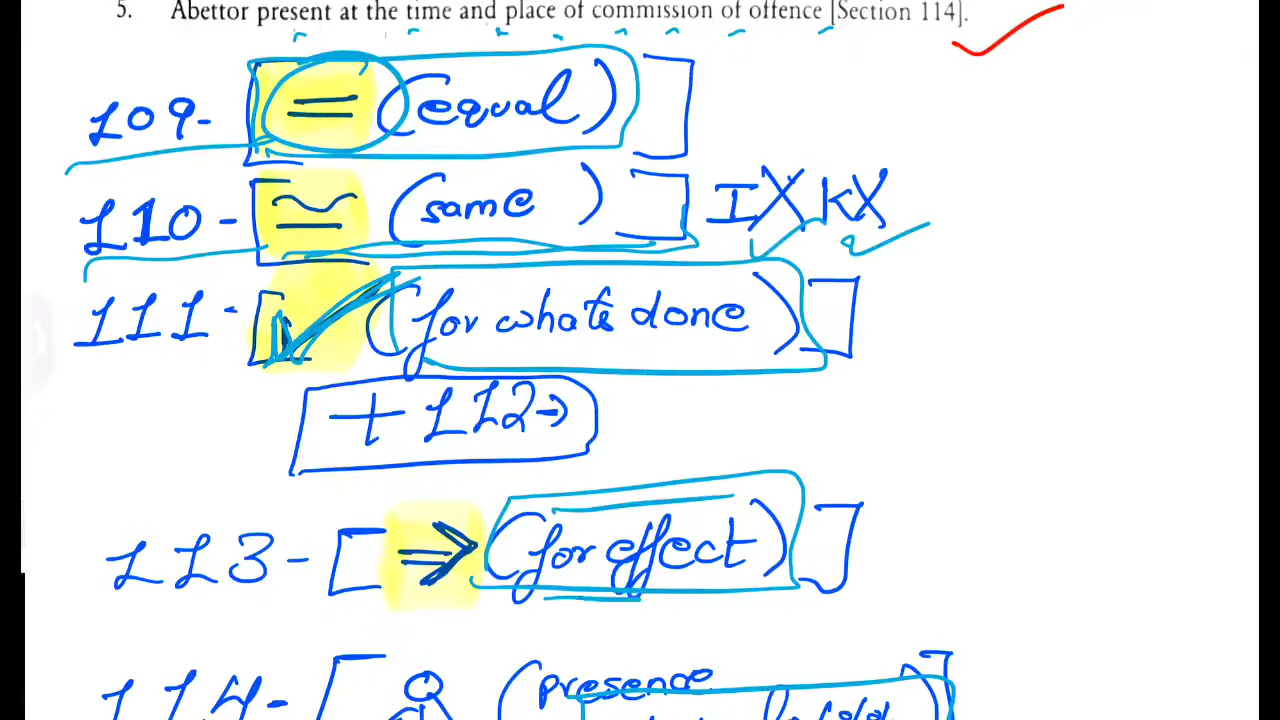 5. Abettor present at the time and place of commission of offence [Section 114].
109- [= (equal)]
110- [≃ (same)] IX KX
111- [✓ (for whats done)]
+ 112→
113- [⇒ (for effect)]
114- [ (presence